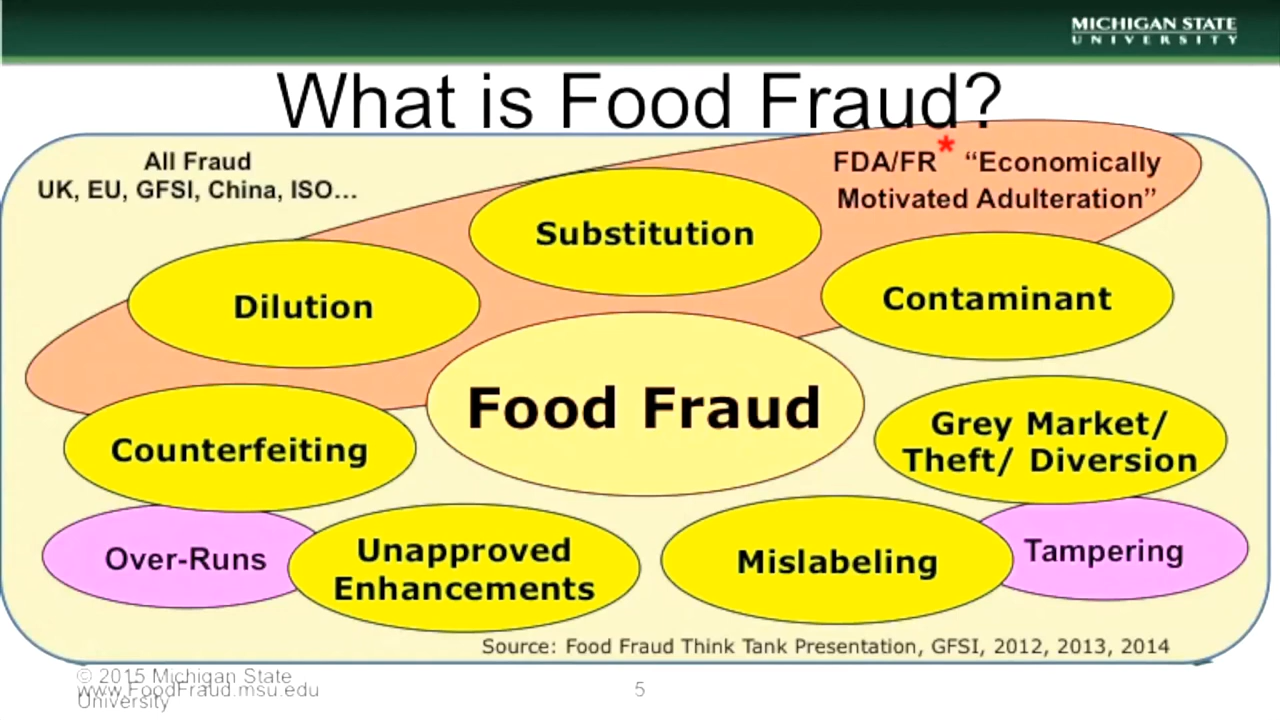 MICHIGAN STATE
UNIVERSITY
What is Food Fraud?
All Fraud
UK, EU, GFSI, China, ISO...
FDA/FR* “Economically
Motivated Adulteration”
Substitution
Dilution
Contaminant
Food Fraud
Counterfeiting
Grey Market/
Theft/ Diversion
Over-Runs
Unapproved
Enhancements
Mislabeling
Tampering
Source: Food Fraud Think Tank Presentation, GFSI, 2012, 2013, 2014
© 2015 Michigan State
www.FoodFraud.msu.edu
University
5